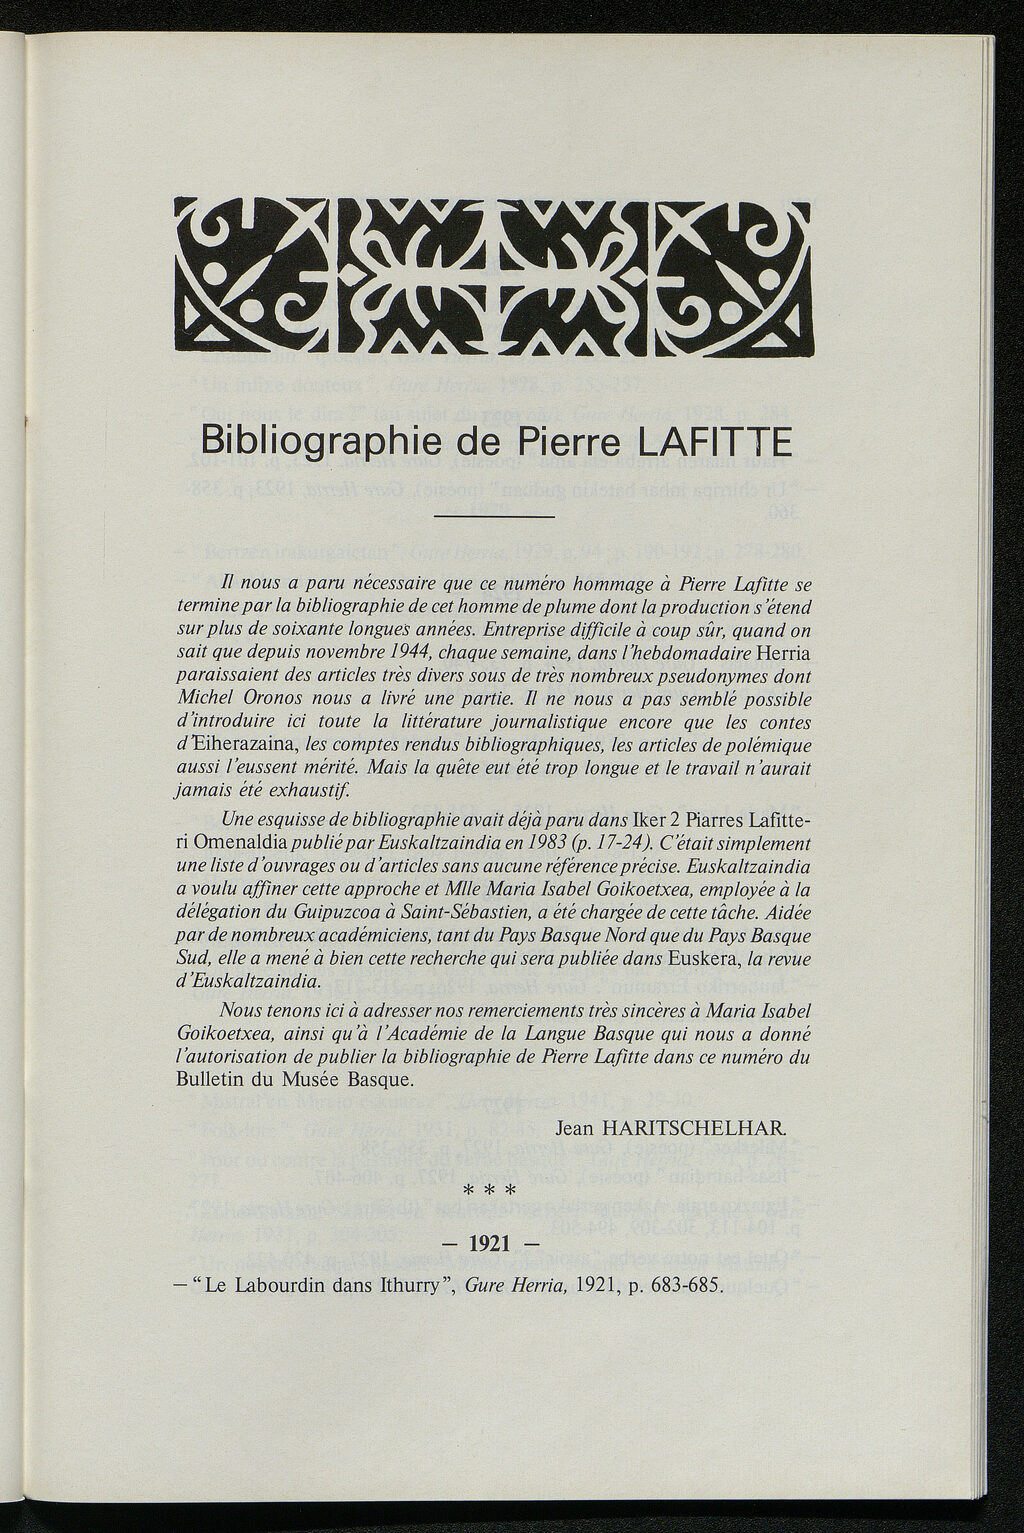 Bibliographie de Pierre LAFITTE
Il nous a paru nécessaire que ce numéro hommage à Pierre Lafitte se
termine par la bibliographie de cet homme de plume dont la production s'étend
sur plus de soixante longues années. Entreprise difficile à coup sûr, quand on
sait que depuis novembre 1944, chaque semaine, dans l'hebdomadaire Herria
paraissaient des articles très divers sous de très nombreux pseudonymes dont
Michel Oronos nous a livré une partie. Il ne nous a pas semblé possible
d'introduire ici toute la littérature journalistique encore que les contes
d'Eiherazaina, les comptes rendus bibliographiques, les articles de polémique
aussi l'eussent mérité. Mais la quête eut été trop longue et le travail n'aurait
jamais été exhaustif.
Une esquisse de bibliographie avait déjà paru dans Iker 2 Piarres Lafitte-
ri Omenaldia publié par Euskaltzaindia en 1983 (p. 17-24). C'était simplement
une liste d'ouvrages ou d'articles sans aucune référence précise. Euskaltzaindia
a voulu affiner cette approche et Mlle Maria Isabel Goikoetxea, employée à la
délégation du Guipuzcoa à Saint-Sébastien, a été chargée de cette tâche. Aidée
par de nombreux académiciens, tant du Pays Basque Nord que du Pays Basque
Sud, elle a mené à bien cette recherche qui sera publiée dans Euskera, la revue
d'Euskaltzaindia.
Nous tenons ici à adresser nos remerciements très sincères à Maria Isabel
Goikoetxea, ainsi qu'à l'Académie de la Langue Basque qui nous a donné
l'autorisation de publier la bibliographie de Pierre Lafitte dans ce numéro du
Bulletin du Musée Basque.
Jean HARITSCHELHAR.
* * *
— 1921 —
— "Le Labourdin dans Ithurry", Gure Herria, 1921, p. 683-685.